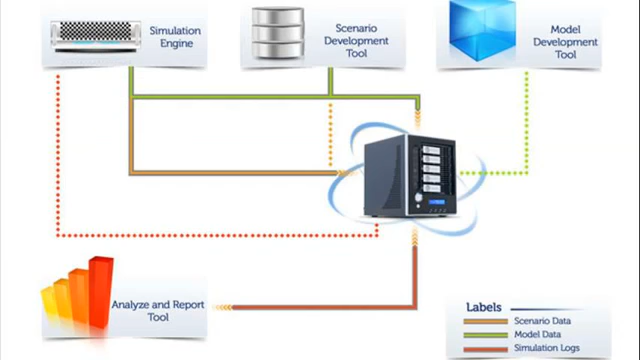 Simulation
Engine
Scenario
Development
Tool
Model
Development
Tool
Analyze and Report
Tool
Labels
Scenario Data
Model Data
Simulation Logs